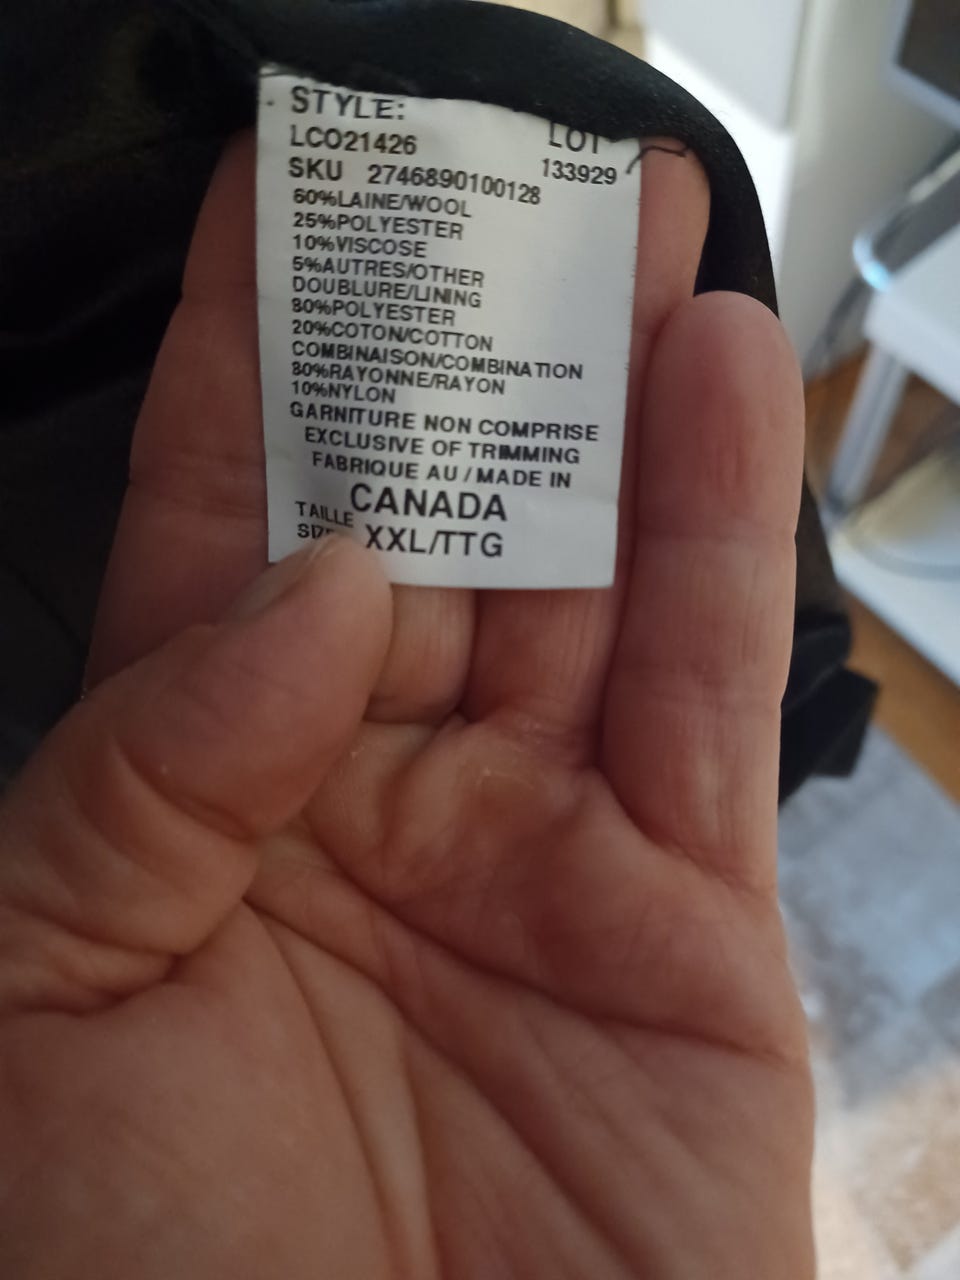 STYLE:
LOT
LCO21426
133929
SKU 2746890100128
60%LAINE/WOOL
25%POLYESTER
10%VISCOSE
5%AUTRES/OTHER
DOUBLURE/LINING
80%POLYESTER
20%COTON/COTTON
COMBINAISON/COMBINATION
80%RAYONNE/RAYON
10%NYLON
GARNITURE NON COMPRISE
EXCLUSIVE OF TRIMMING
FABRIQUE AU / MADE IN
CANADA
TAILLE
SIZE XXL/TTG